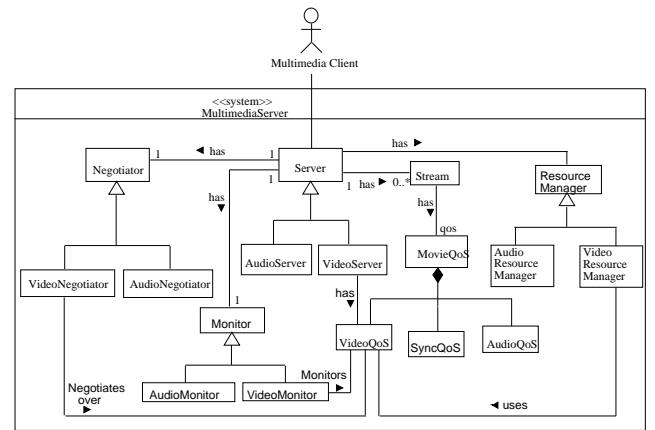 Multimedia Client
<<system>>
MultimediaServer
1
◄ has
1
Negotiator
Server
has ►
Resource
Manager
1
1
has ►
0..*
Stream
has
▼
has
▼
qos
AudioServer
VideoServer
MovieQoS
Audio
Resource
Manager
Video
Resource
Manager
VideoNegotiator
AudioNegotiator
has
▼
1
Monitor
VideoQoS
SyncQoS
AudioQoS
Monitors
►
AudioMonitor
VideoMonitor
Negotiates
over
►
◄ uses